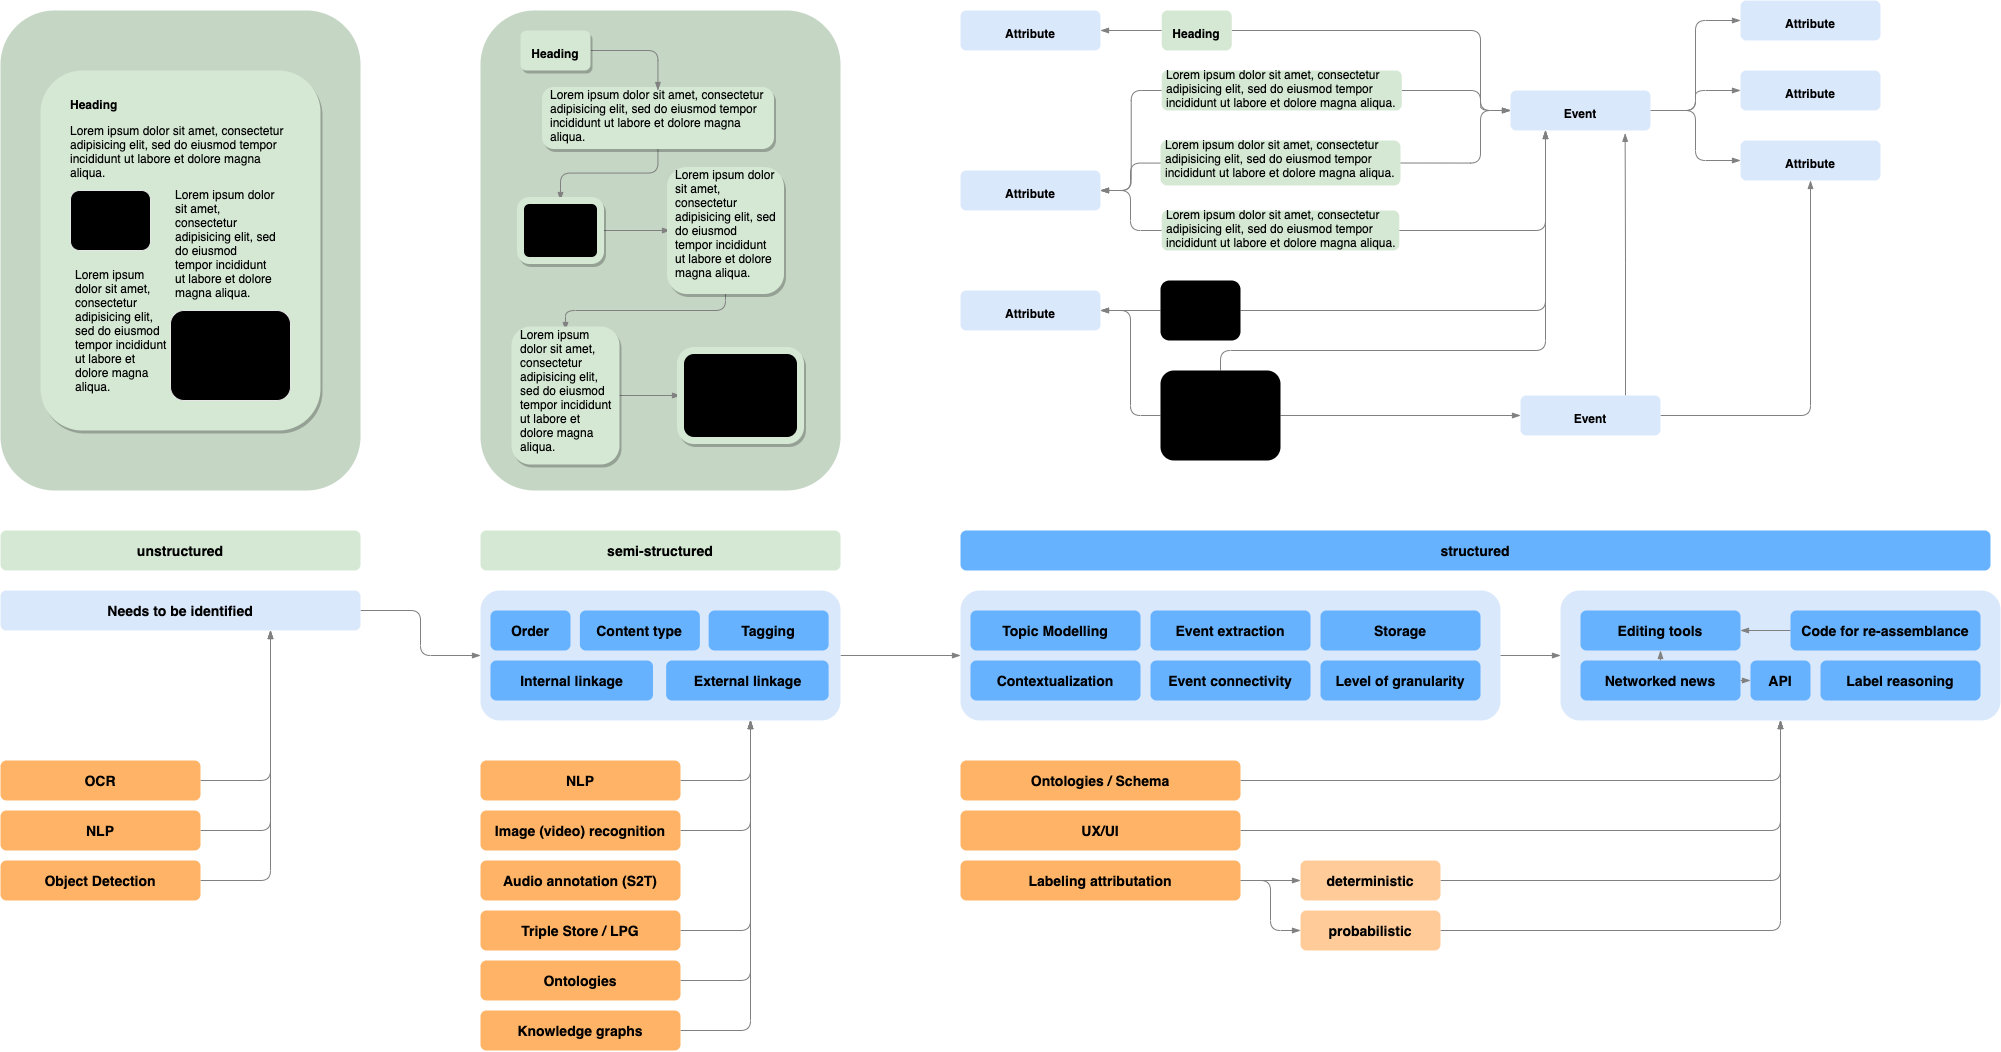 Heading
Lorem ipsum dolor sit amet, consectetur
adipisicing elit, sed do eiusmod tempor
incididunt ut labore et dolore magna
aliqua.
Lorem ipsum dolor
sit amet,
consectetur
adipisicing elit, sed
do eiusmod
tempor incididunt
ut labore et dolore
magna aliqua.
Lorem ipsum
dolor sit amet,
consectetur
adipisicing elit,
sed do eiusmod
tempor incididunt
ut labore et
dolore magna
aliqua.
Heading
Lorem ipsum dolor sit amet, consectetur
adipisicing elit, sed do eiusmod tempor
incididunt ut labore et dolore magna
aliqua.
Lorem ipsum dolor
sit amet,
consectetur
adipisicing elit, sed
do eiusmod
tempor incididunt
ut labore et dolore
magna aliqua.
Lorem ipsum
dolor sit amet,
consectetur
adipisicing elit,
sed do eiusmod
tempor incididunt
ut labore et
dolore magna
aliqua.
Attribute
Heading
Lorem ipsum dolor sit amet, consectetur
adipisicing elit, sed do eiusmod tempor
incididunt ut labore et dolore magna aliqua.
Lorem ipsum dolor sit amet, consectetur
adipisicing elit, sed do eiusmod tempor
incididunt ut labore et dolore magna aliqua.
Attribute
Lorem ipsum dolor sit amet, consectetur
adipisicing elit, sed do eiusmod tempor
incididunt ut labore et dolore magna aliqua.
Attribute
Event
Attribute
Attribute
Attribute
Event
unstructured
semi-structured
structured
Needs to be identified
Order
Content type
Tagging
Internal linkage
External linkage
Topic Modelling
Event extraction
Storage
Contextualization
Event connectivity
Level of granularity
Editing tools
Code for re-assemblance
Networked news
API
Label reasoning
OCR
NLP
Object Detection
NLP
Image (video) recognition
Audio annotation (S2T)
Triple Store / LPG
Ontologies
Knowledge graphs
Ontologies / Schema
UX/UI
Labeling attributation
deterministic
probabilistic